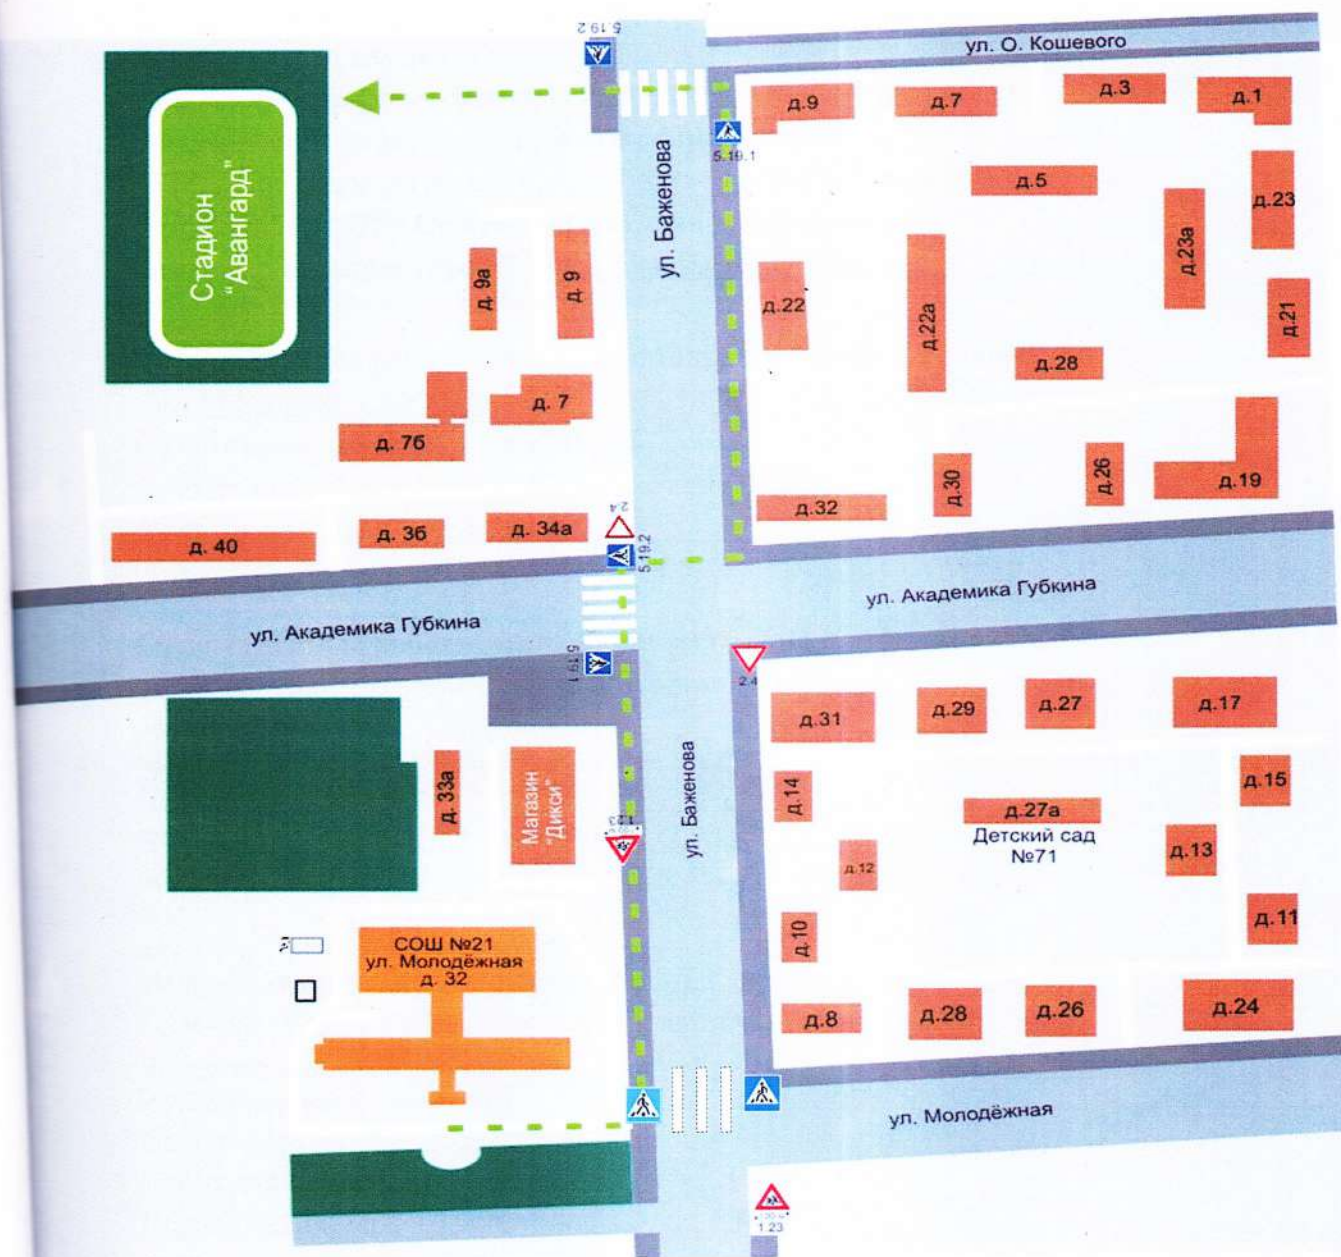 5.19.2
ул. О. Кошевого
д.9
д.7
д.3
д.1
5.19.1
д.5
д.23
Стадион
"Авангард"
ул. Баженова
д. 9а
д. 9
д.22
д.22а
д.23а
д.21
д.28
д. 7
д. 7б
д.30
д.26
д.19
д.32
2.4
д. 40
д. 36
д. 34а
5.19.2
ул. Академика Губкина
ул. Академика Губкина
5.19.1
2.4
д.31
д.29
д.27
д.17
д. 33а
Магазин
"Дикси"
1.23
ул. Баженова
д.14
д.27а
Детский сад
№71
д.15
д.13
д.12
д.10
д.11
СОШ №21
ул. Молодёжная
д. 32
д.8
д.28
д.26
д.24
ул. Молодёжная
1.23